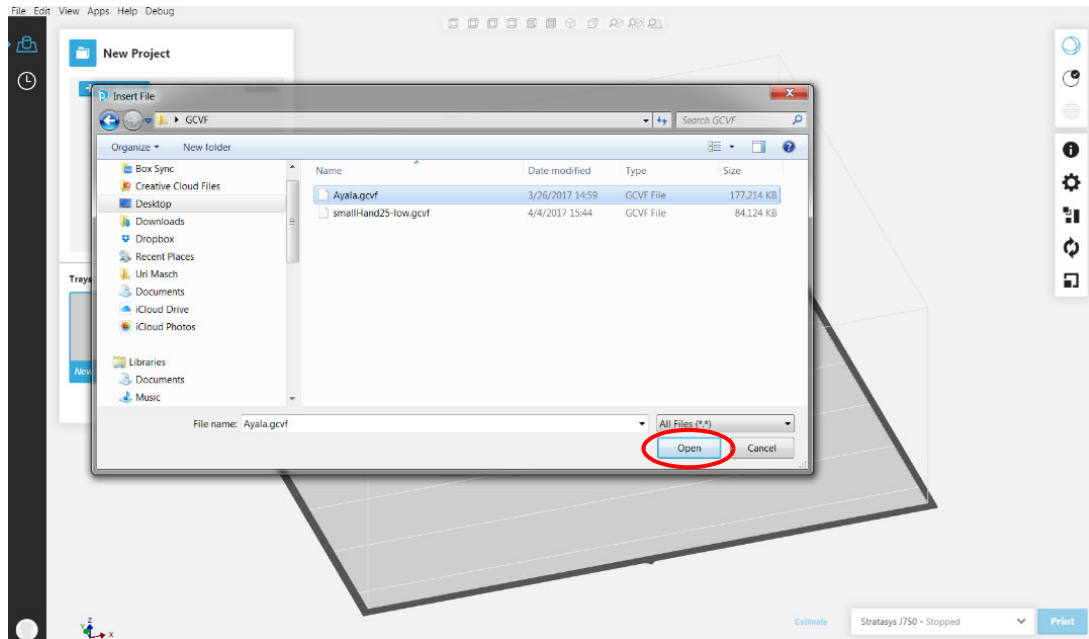 File Edit View Apps Help Debug
New Project
Insert File
GCVF
Search GCVF
Organize New folder
Box Sync
Creative Cloud Files
Desktop
Downloads
Dropbox
Recent Places
Uri Masch
Documents
iCloud Drive
iCloud Photos
Libraries
Documents
Music
Name Date modified Type Size
Ayala.gcvf 3/26/2017 14:59 GCVF File 177,214 KB
smallHand25-low.gcvf 4/4/2017 15:44 GCVF File 84,124 KB
File name: Ayala.gcvf All Files (*.*)
Open Cancel
Trays
New
Z
Y
X
Estimate Stratasys J750 - Stopped Print